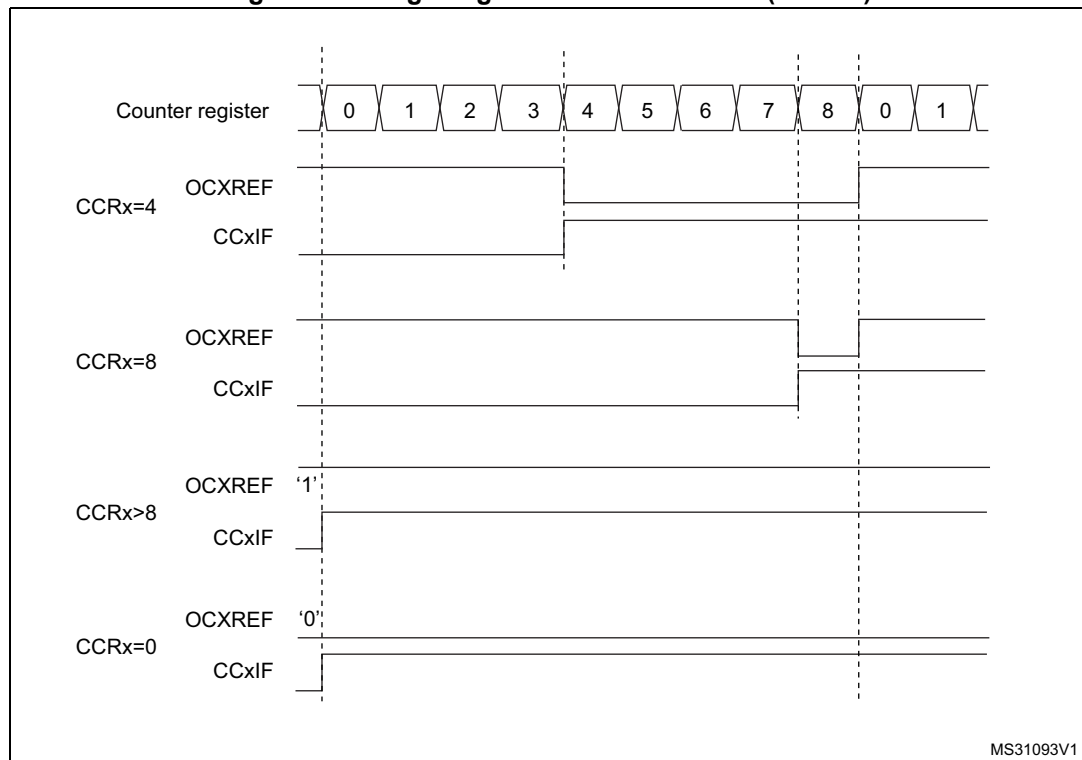 Counter register 0 1 2 3 4 5 6 7 8 0 1
OCXREF
CCRx=4
CCxIF
OCXREF
CCRx=8
CCxIF
OCXREF '1'
CCRx>8
CCxIF
OCXREF ‘0’
CCRx=0
CCxIF
MS31093V1